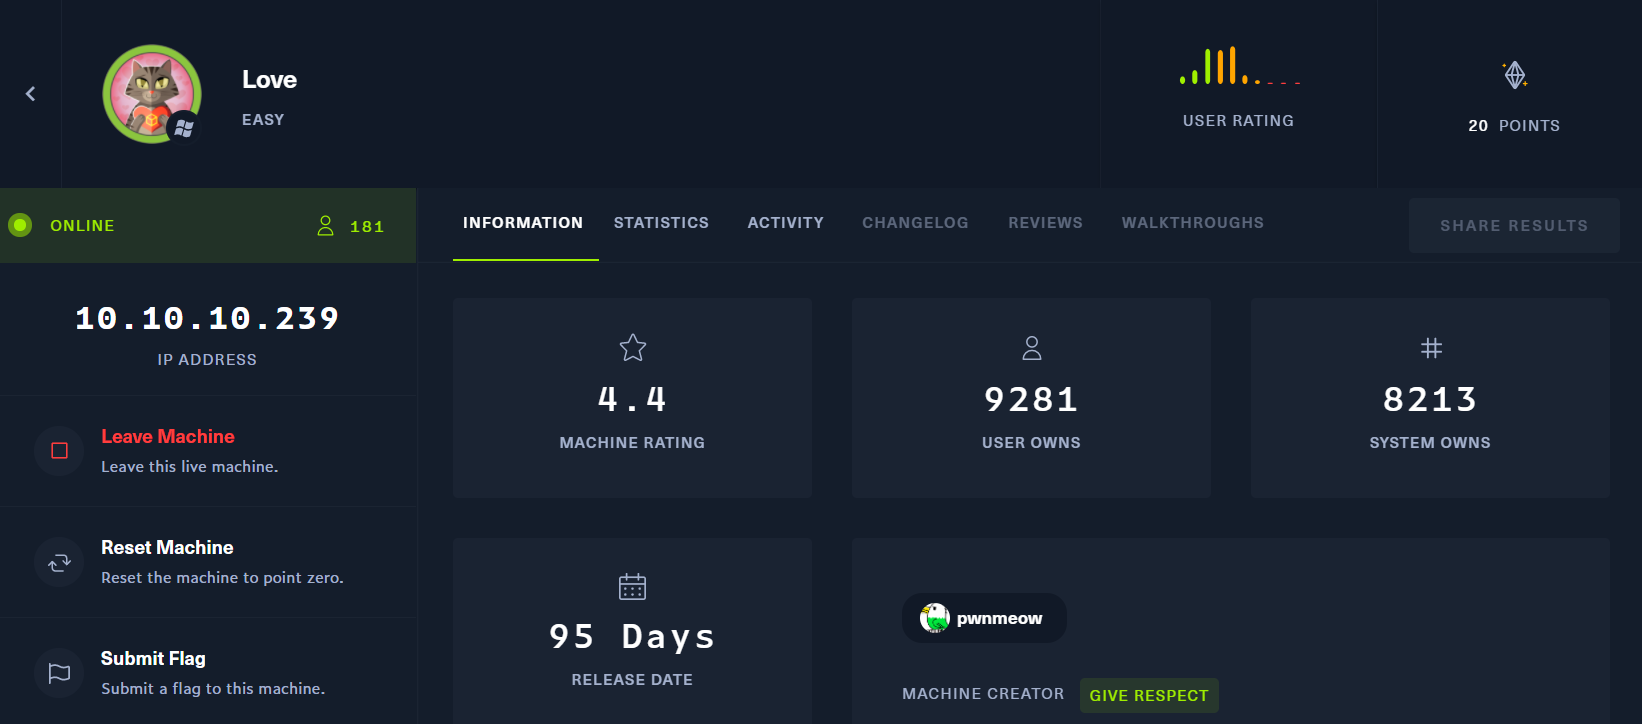 Love
EASY
USER RATING
20 POINTS
ONLINE
181
INFORMATION
STATISTICS
ACTIVITY
CHANGELOG
REVIEWS
WALKTHROUGHS
SHARE RESULTS
10.10.10.239
IP ADDRESS
Leave Machine
Leave this live machine.
Reset Machine
Reset the machine to point zero.
Submit Flag
Submit a flag to this machine.
4.4
MACHINE RATING
9281
USER OWNS
8213
SYSTEM OWNS
95 Days
RELEASE DATE
pwnmeow
MACHINE CREATOR
GIVE RESPECT